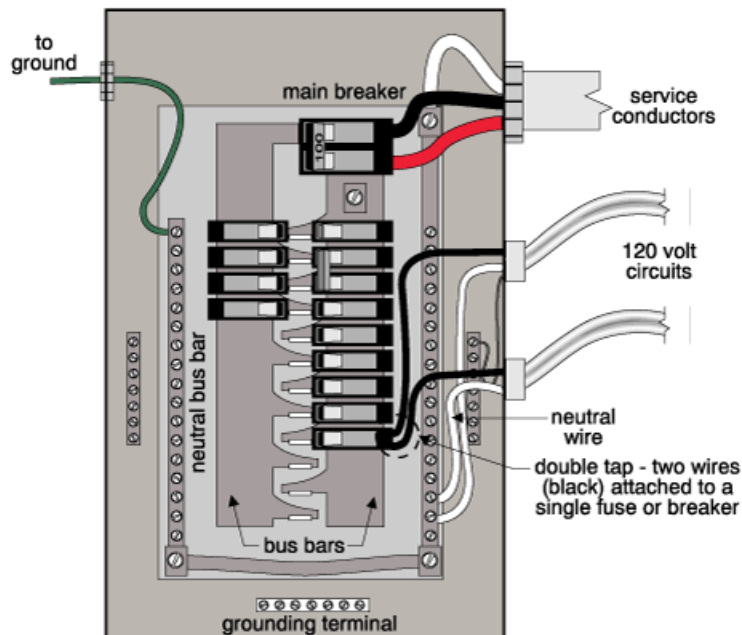 to
ground
main breaker
100
service
conductors
120 volt
circuits
neutral bus bar
neutral
wire
double tap - two wires
(black) attached to a
single fuse or breaker
bus bars
grounding terminal